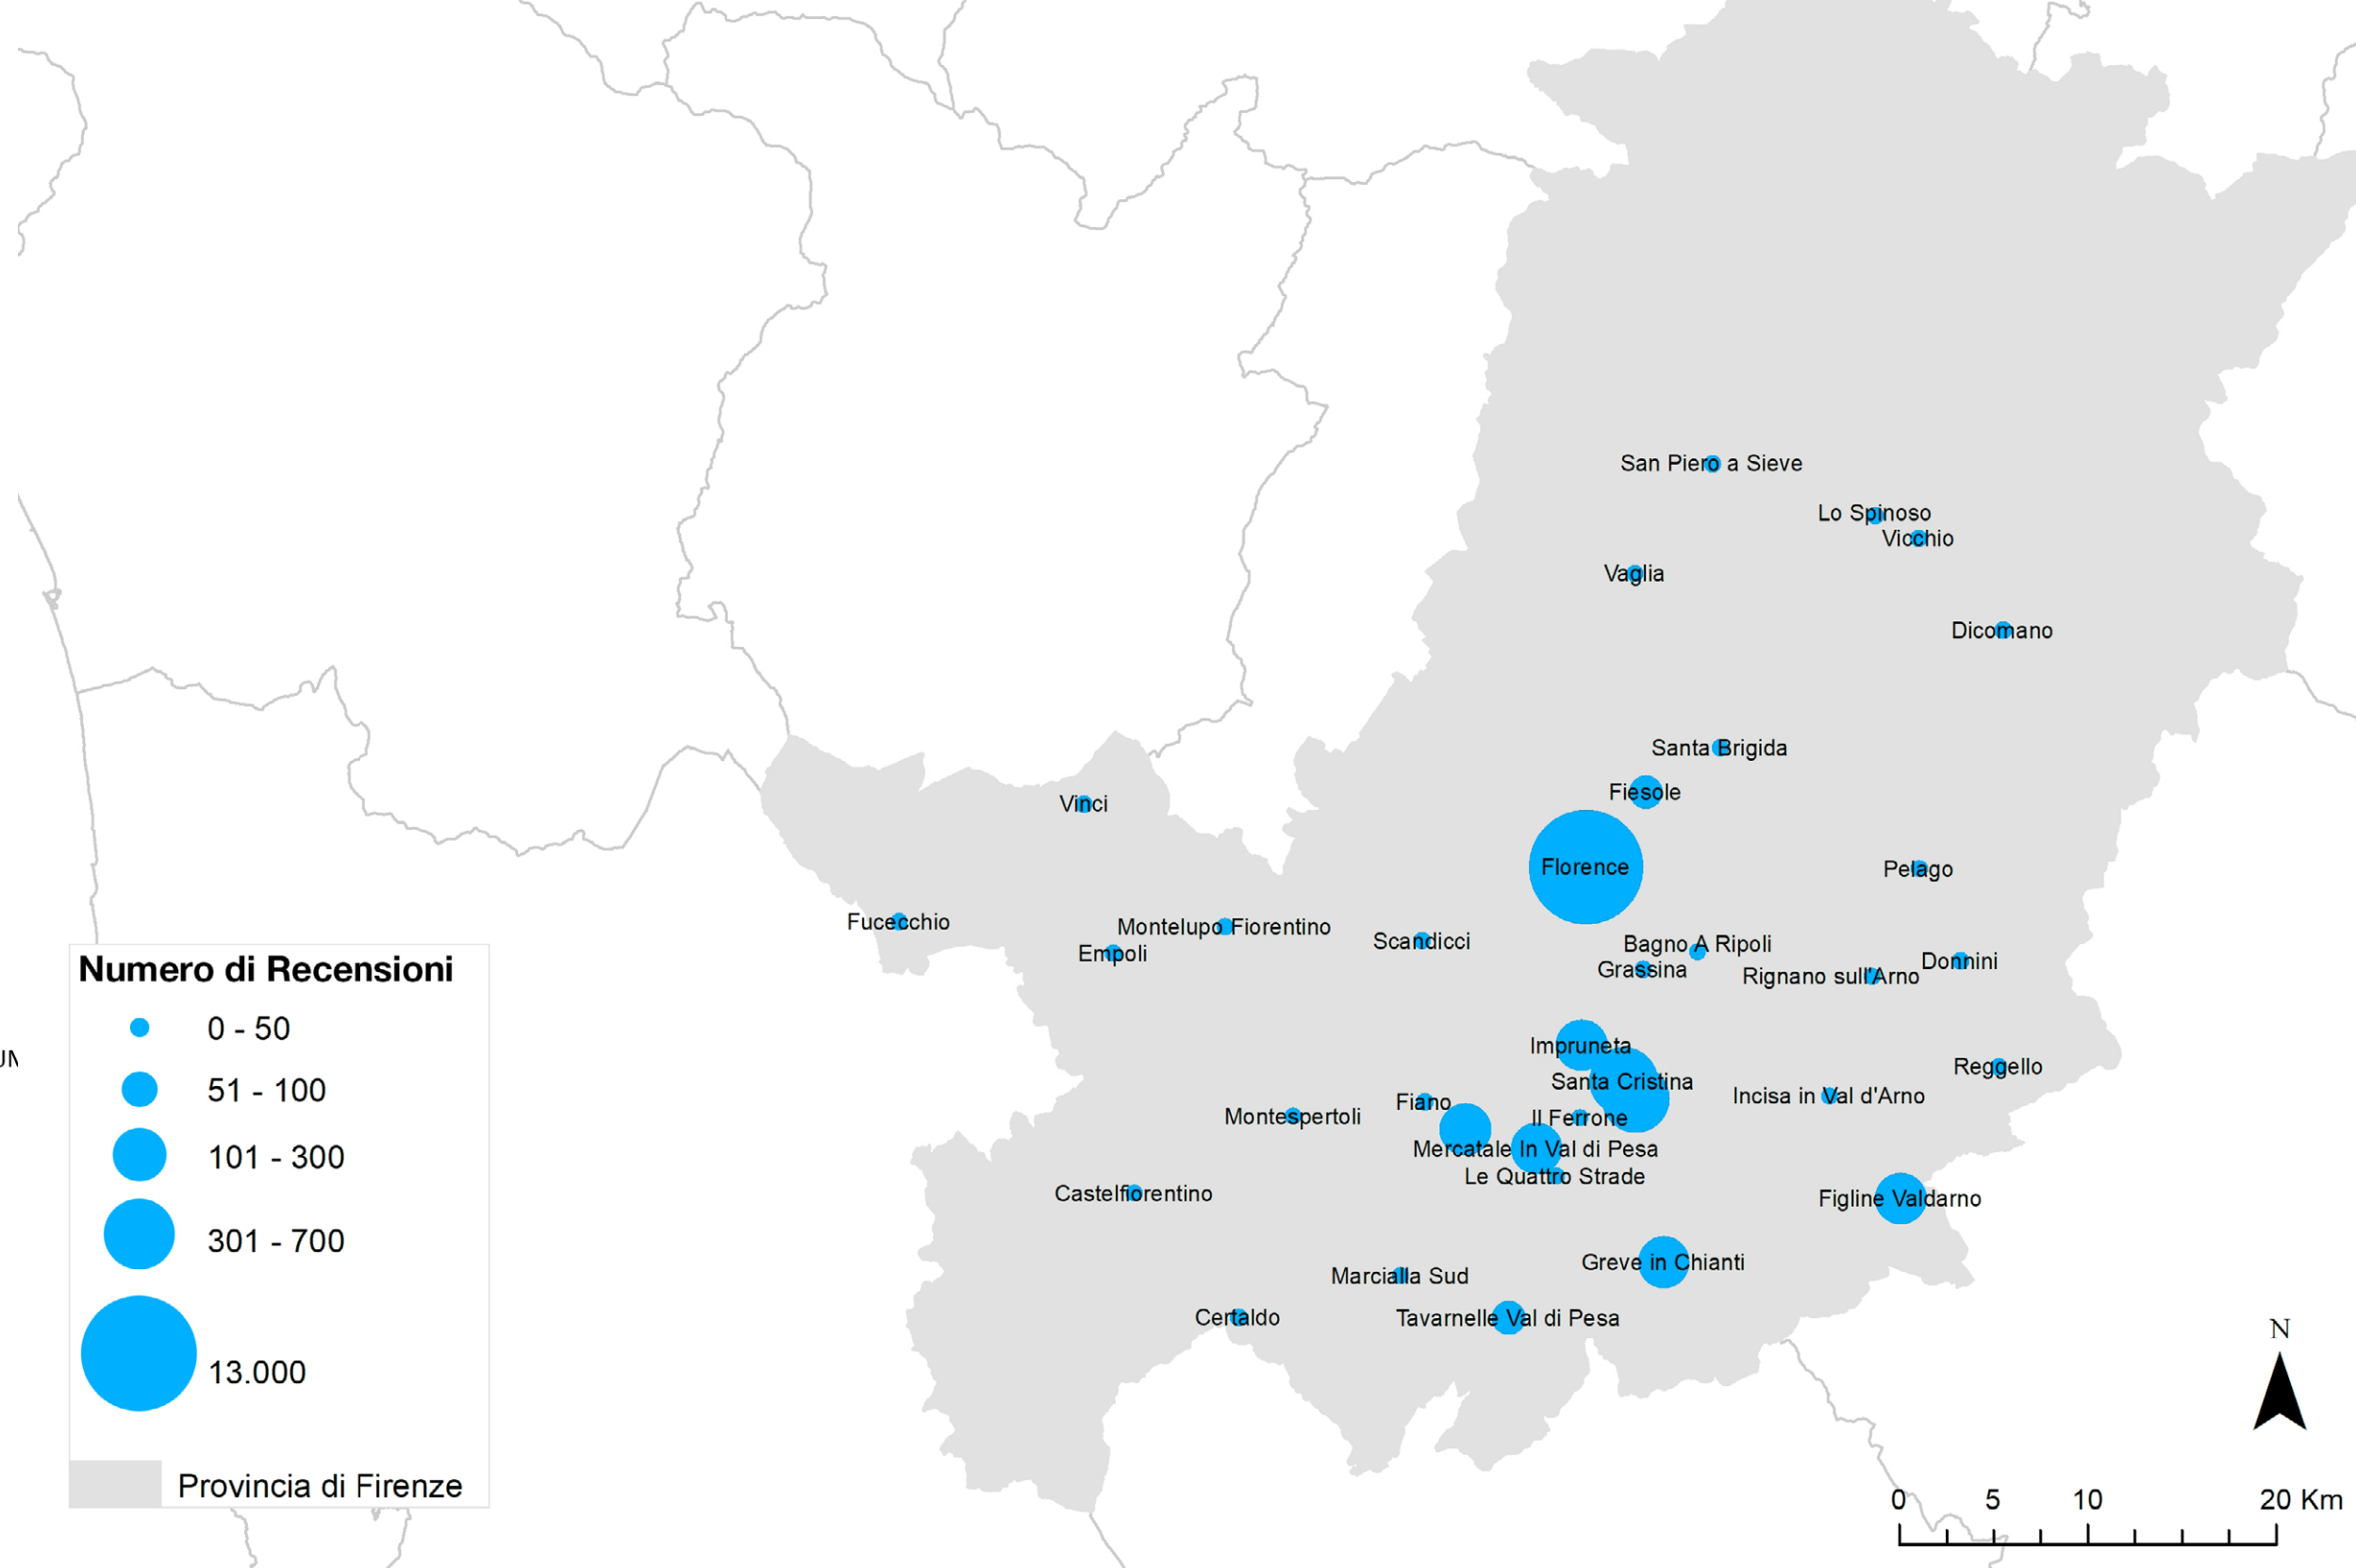 San Piero a Sieve
Lo Spinoso
Vicchio
Vaglia
Dicomano
Santa Brigida
Fiesole
Vinci
Florence
Pelago
Fucecchio
Montelupo Fiorentino
Empoli
Scandicci
Bagno A Ripoli
Grassina
Donnini
Rignano sull'Arno
Impruneta
Santa Cristina
Reggello
Incisa in Val d'Arno
Fiano
Il Ferrone
Montespertoli
Mercatale In Val di Pesa
Le Quattro Strade
Castelfiorentino
Figline Valdarno
Greve in Chianti
Marcialla Sud
Certaldo
Tavarnelle Val di Pesa
Numero di Recensioni
0 - 50
51 - 100
101 - 300
301 - 700
13.000
Provincia di Firenze
N
0 5 10 20 Km